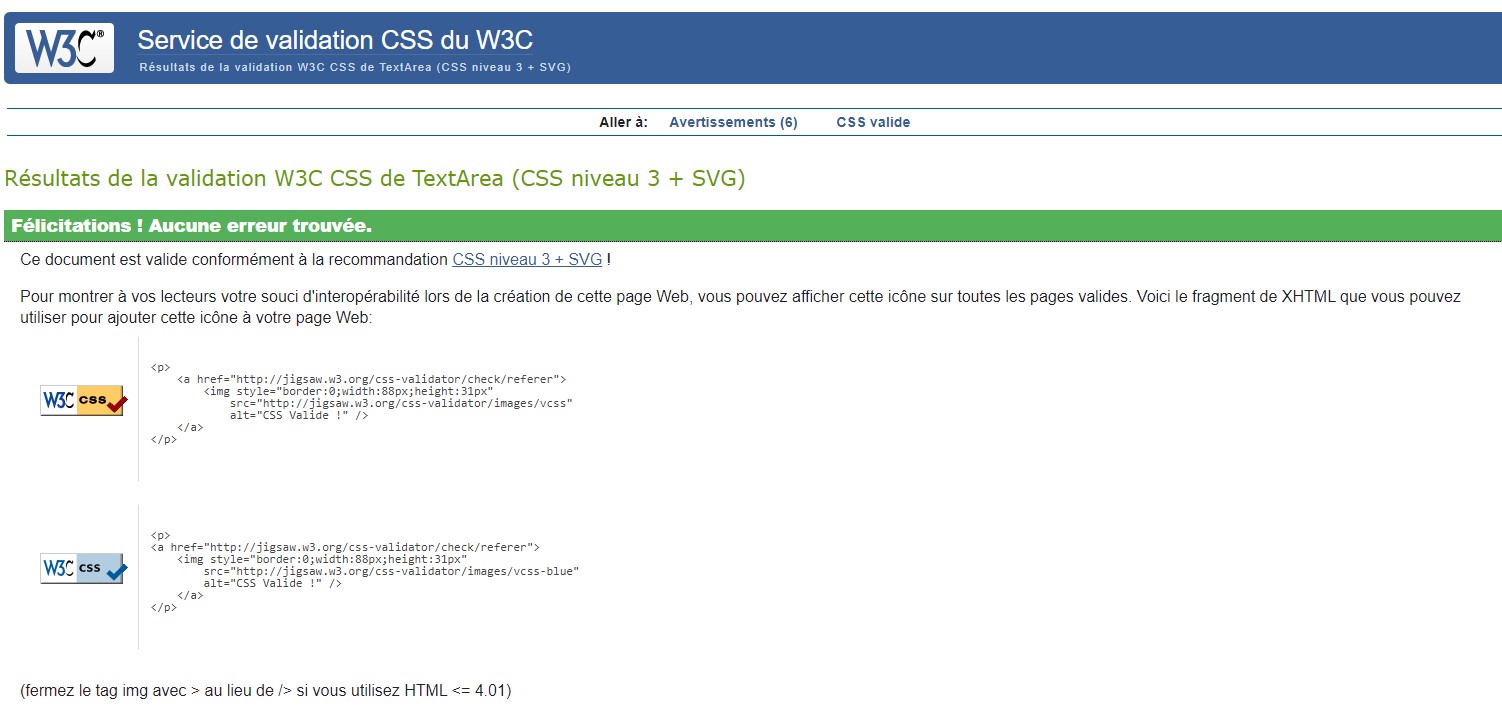 W3C®
Service de validation CSS du W3C
Résultats de la validation W3C CSS de TextArea (CSS niveau 3 + SVG)
Aller à: Avertissements (6) CSS valide
Résultats de la validation W3C CSS de TextArea (CSS niveau 3 + SVG)
Félicitations ! Aucune erreur trouvée.
Ce document est valide conformément à la recommandation CSS niveau 3 + SVG !
Pour montrer à vos lecteurs votre souci d'interopérabilité lors de la création de cette page Web, vous pouvez afficher cette icône sur toutes les pages valides. Voici le fragment de XHTML que vous pouvez
utiliser pour ajouter cette icône à votre page Web:
W3C css
<p>
<a href="http://jigsaw.w3.org/css-validator/check/referer">
<img style="border:0;width:88px;height:31px"
src="http://jigsaw.w3.org/css-validator/images/vcss"
alt="CSS Valide !" />
</a>
</p>
W3C css
<p>
<a href="http://jigsaw.w3.org/css-validator/check/referer">
<img style="border:0;width:88px;height:31px"
src="http://jigsaw.w3.org/css-validator/images/vcss-blue"
alt="CSS Valide !" />
</a>
</p>
(fermez le tag img avec > au lieu de /> si vous utilisez HTML <= 4.01)